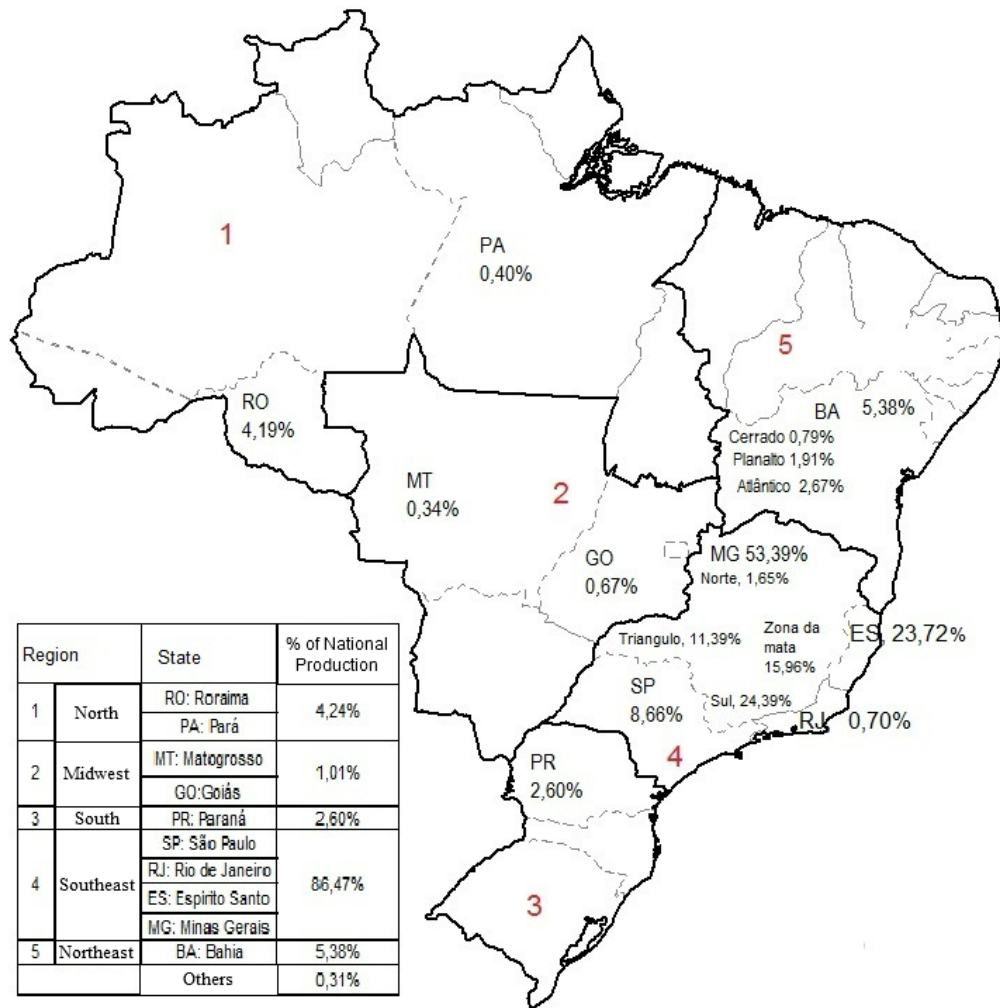 1
PA
0,40%
5
RO
4,19%
BA 5,38%
Cerrado 0,79%
Planalto 1,91%
Atlântico 2,67%
MT
0,34%
2
GO
0,67%
MG 53,39%
Norte, 1,65%
Triangulo, 11,39%
Zona da
mata
15,96%
ES, 23,72%
SP
8,66%
Sul, 24,39%
RJ 0,70%
4
PR
2,60%
3
Region State % of National
Production
1 North RO: Roraima 4,24%
PA: Pará
2 Midwest MT: Matogrosso 1,01%
GO:Goiás
3 South PR: Paraná 2,60%
4 Southeast SP: São Paulo 86,47%
RJ: Rio de Janeiro
ES: Espirito Santo
MG: Minas Gerais
5 Northeast BA: Bahia 5,38%
Others 0,31%